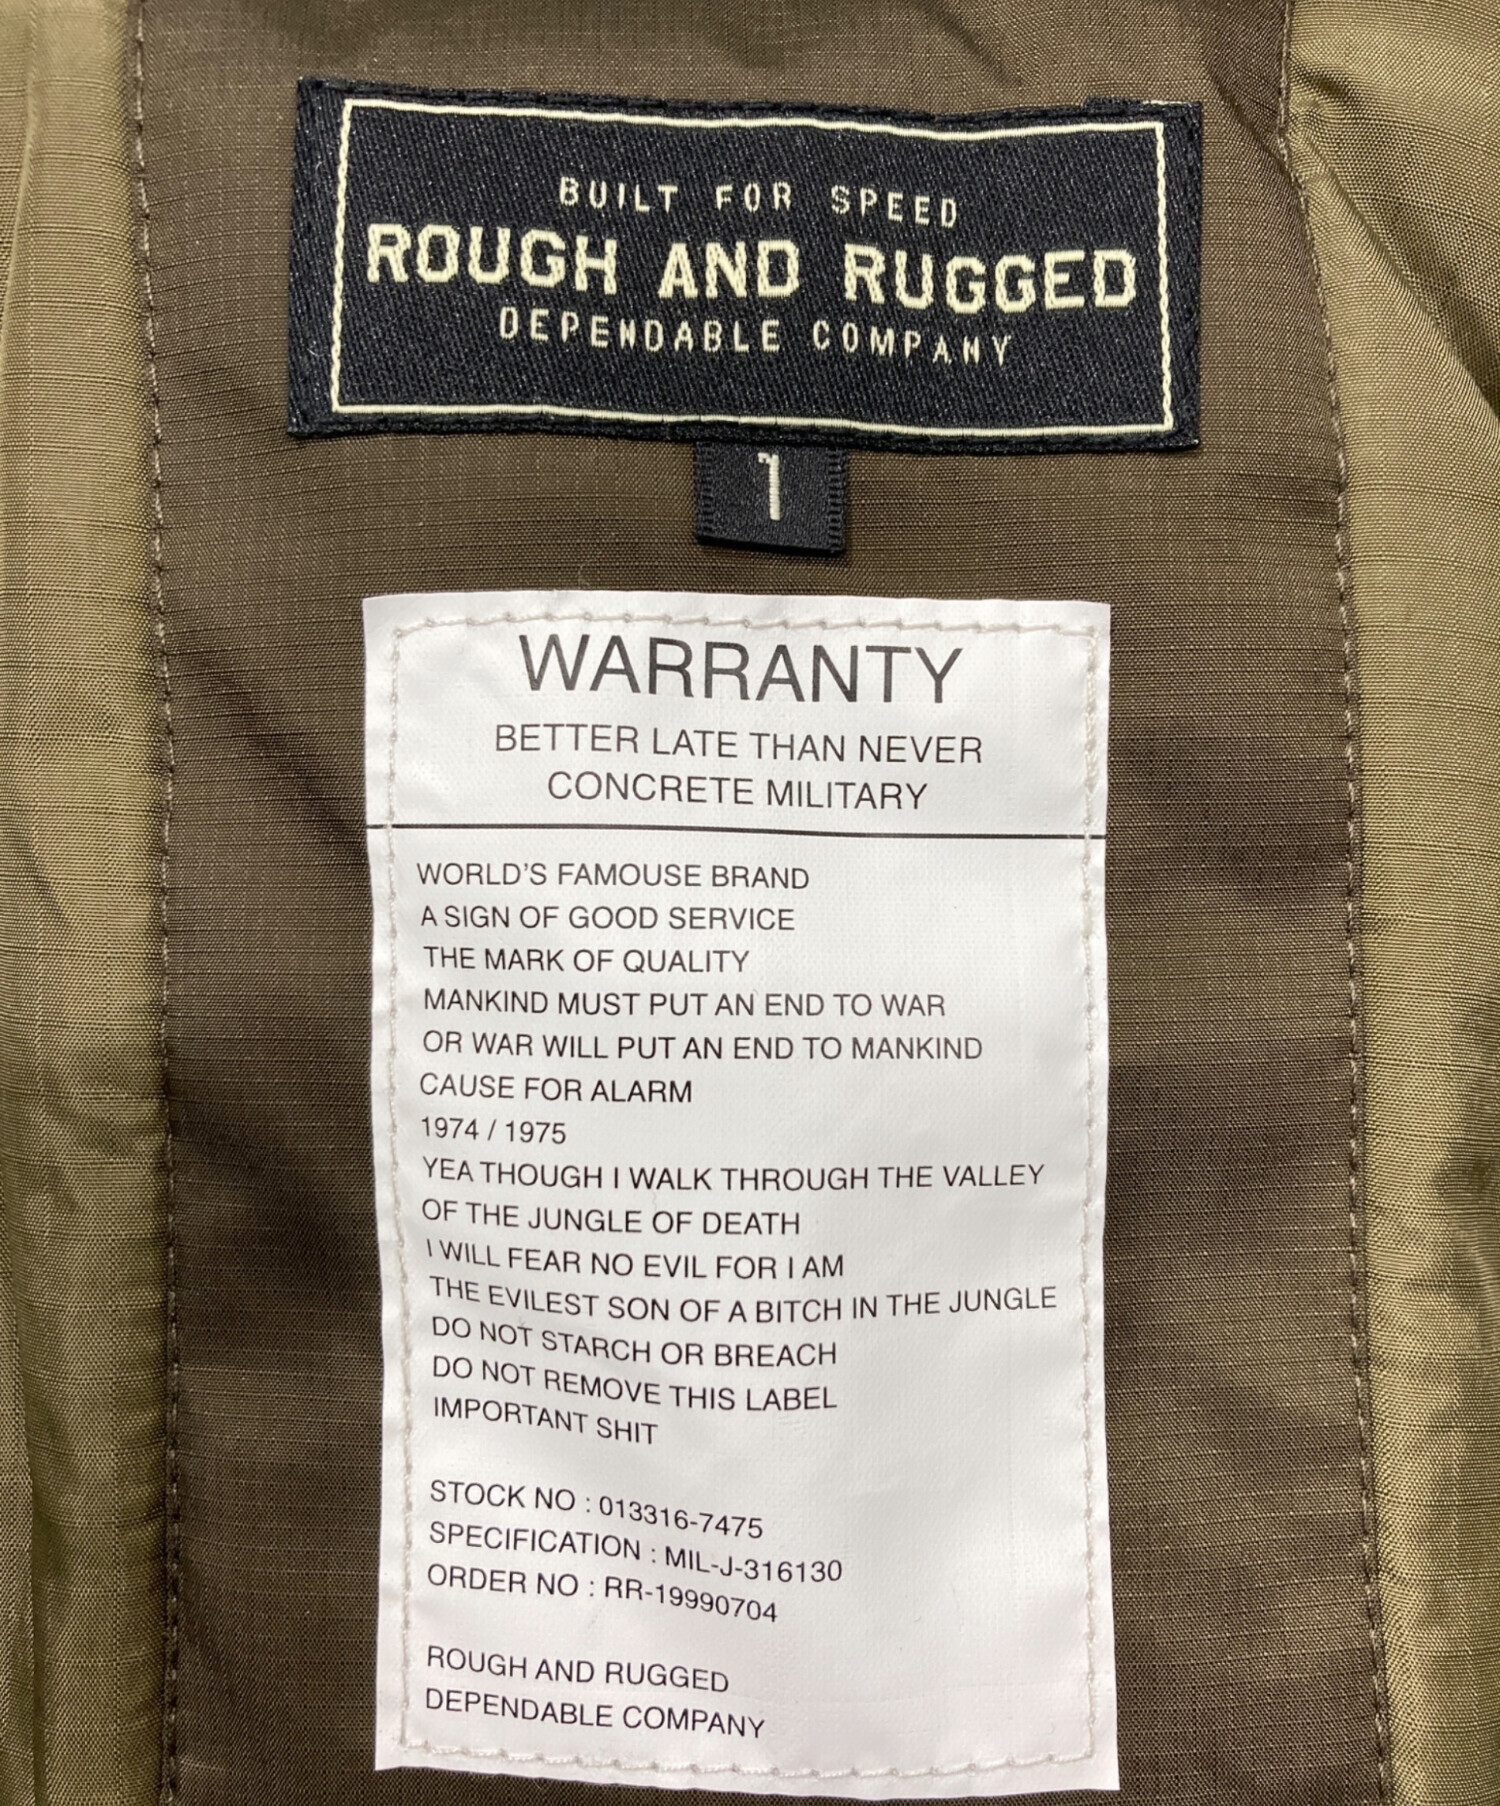 BUILT FOR SPEED
ROUGH AND RUGGED
DEPENDABLE COMPANY
1
WARRANTY
BETTER LATE THAN NEVER
CONCRETE MILITARY
WORLD'S FAMOUSE BRAND
A SIGN OF GOOD SERVICE
THE MARK OF QUALITY
MANKIND MUST PUT AN END TO WAR
OR WAR WILL PUT AN END TO MANKIND
CAUSE FOR ALARM
1974 / 1975
YEA THOUGH I WALK THROUGH THE VALLEY
OF THE JUNGLE OF DEATH
I WILL FEAR NO EVIL FOR I AM
THE EVILEST SON OF A BITCH IN THE JUNGLE
DO NOT STARCH OR BREACH
DO NOT REMOVE THIS LABEL
IMPORTANT SHIT
STOCK NO : 013316-7475
SPECIFICATION : MIL-J-316130
ORDER NO : RR-19990704
ROUGH AND RUGGED
DEPENDABLE COMPANY